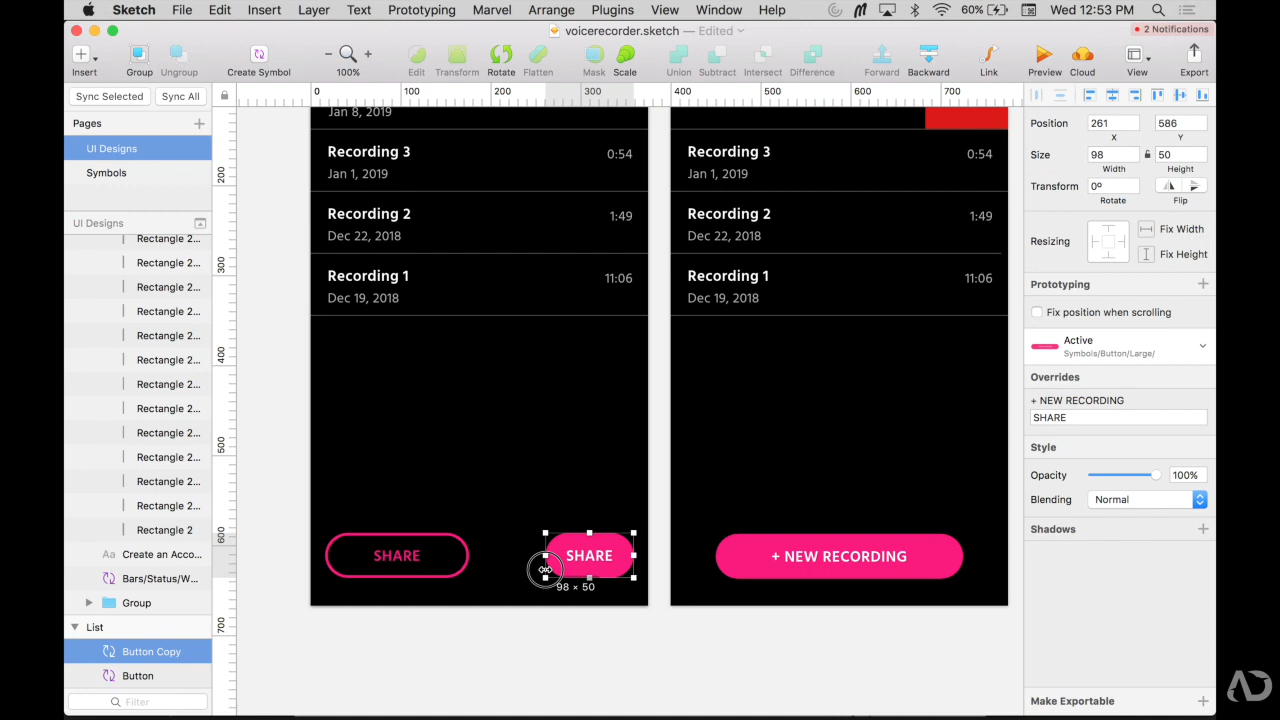 Sketch File Edit Insert Layer Text Prototyping Marvel Arrange Plugins View Window Help 60% Wed 12:53 PM
voicerecorder.sketch — Edited
2 Notifications
Insert Group Ungroup Create Symbol 100% Edit Transform Rotate Flatten Mask Scale Union Subtract Intersect Difference Forward Backward Link Preview Cloud View Export
Sync Selected Sync All
0 100 200 300 400 500 600 700
Pages
UI Designs
Symbols
UI Designs
Rectangle 2...
Rectangle 2...
Rectangle 2...
Rectangle 2...
Rectangle 2...
Rectangle 2...
Rectangle 2...
Rectangle 2...
Rectangle 2...
Rectangle 2...
Rectangle 2...
Rectangle 2...
Rectangle 2
Aa Create an Acco...
Bars/Status/W...
Group
List
Button Copy
Button
Filter
200
300
400
500
600
700
Jan 8, 2019
Recording 3 0:54
Jan 1, 2019
Recording 2 1:49
Dec 22, 2018
Recording 1 11:06
Dec 19, 2018
SHARE SHARE
98 × 50
Recording 3 0:54
Jan 1, 2019
Recording 2 1:49
Dec 22, 2018
Recording 1 11:06
Dec 19, 2018
+ NEW RECORDING
Position 261 586
X Y
Size 98 50
Width Height
Transform 0º
Rotate Flip
Resizing Fix Width
Fix Height
Prototyping
Fix position when scrolling
Active
Symbols/Button/Large/
Overrides
+ NEW RECORDING
SHARE
Style
Opacity 100%
Blending Normal
Shadows
Make Exportable